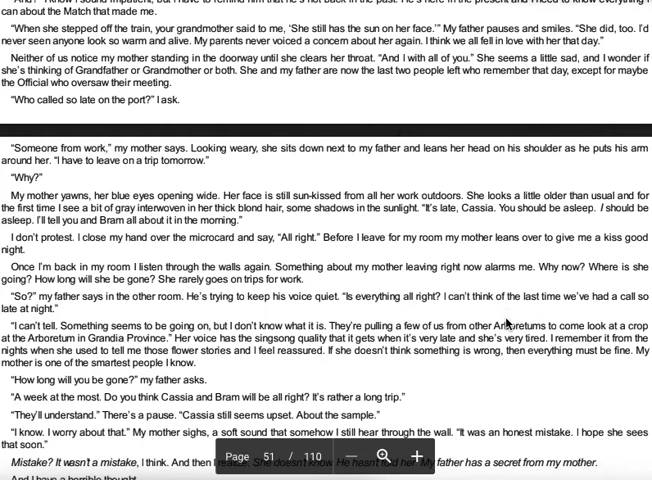 can about the Match that made me.
“When she stepped off the train, your grandmother said to me, ‘She still has the sun on her face.’” My father pauses and smiles. “She did, too. I’d
never seen anyone look so warm and alive. My parents never voiced a concern about her again. I think we all fell in love with her that day.”
Neither of us notice my mother standing in the doorway until she clears her throat. “And I with all of you.” She seems a little sad, and I wonder if
she’s thinking of Grandfather or Grandmother or both. She and my father are now the last two people left who remember that day, except for maybe
the Official who oversaw their meeting.
“Who called so late on the port?” I ask.
“Someone from work,” my mother says. Looking weary, she sits down next to my father and leans her head on his shoulder as he puts his arm
around her. “I have to leave on a trip tomorrow.”
“Why?”
My mother yawns, her blue eyes opening wide. Her face is still sun-kissed from all her work outdoors. She looks a little older than usual and for
the first time I see a bit of gray interwoven in her thick blond hair, some shadows in the sunlight. “It’s late, Cassia. You should be asleep. I should be
asleep. I’ll tell you and Bram all about it in the morning.”
I don’t protest. I close my hand over the microcard and say, “All right.” Before I leave for my room my mother leans over to give me a kiss good
night.
Once I’m back in my room I listen through the walls again. Something about my mother leaving right now alarms me. Why now? Where is she
going? How long will she be gone? She rarely goes on trips for work.
“So?” my father says in the other room. He’s trying to keep his voice quiet. “Is everything all right? I can’t think of the last time we’ve had a call so
late at night.”
“I can’t tell. Something seems to be going on, but I don’t know what it is. They’re pulling a few of us from other Arboretums to come look at a crop
at the Arboretum in Grandia Province.” Her voice has the singsong quality that it gets when it’s very late and she’s very tired. I remember it from the
nights when she used to tell me those flower stories and I feel reassured. If she doesn’t think something is wrong, then everything must be fine. My
mother is one of the smartest people I know.
“How long will you be gone?” my father asks.
“A week at the most. Do you think Cassia and Bram will be all right? It’s rather a long trip.”
“They’ll understand.” There’s a pause. “Cassia still seems upset. About the sample.”
“I know. I worry about that.” My mother sighs, a soft sound that somehow I still hear through the wall. “It was an honest mistake. I hope she sees
that soon.”
Page 51 / 110
Mistake? It wasn’t a mistake, I think. And then I realize: She doesn’t know. He hasn’t told her. My father has a secret from my mother.
And I have a horrible thought